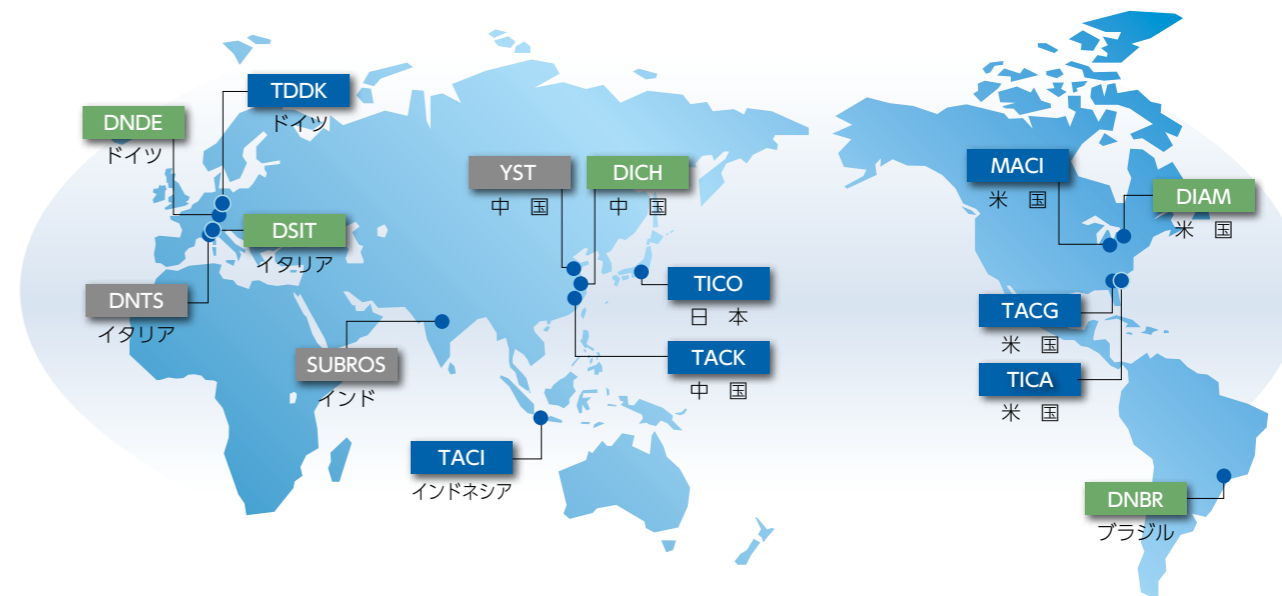 TDDK
ドイツ
DNDE
ドイツ
DSIT
イタリア
DNTS
イタリア
SUBROS
インド
YST
中 国
DICH
中 国
TICO
日 本
TACK
中 国
TACI
インドネシア
MACI
米 国
DIAM
米 国
TACG
米 国
TICA
米 国
DNBR
ブラジル